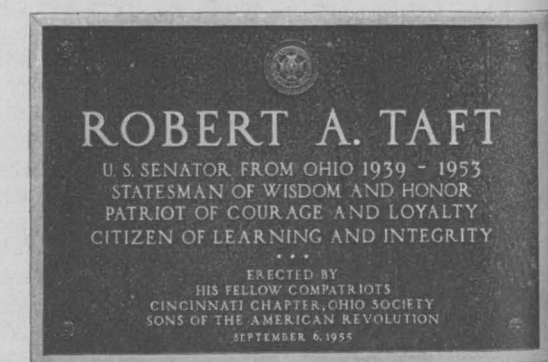 ROBERT A. TAFT
U. S. SENATOR FROM OHIO 1939 - 1953
STATESMAN OF WISDOM AND HONOR
PATRIOT OF COURAGE AND LOYALTY
CITIZEN OF LEARNING AND INTEGRITY
• • •
ERECTED BY
HIS FELLOW COMPATRIOTS
CINCINNATI CHAPTER, OHIO SOCIETY
SONS OF THE AMERICAN REVOLUTION
SEPTEMBER 6, 1955